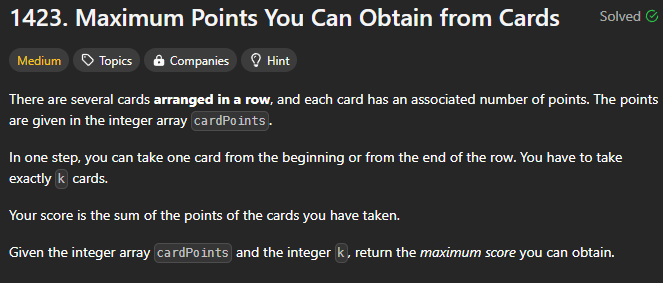 1423. Maximum Points You Can Obtain from Cards
Solved
Medium
Topics
Companies
Hint
There are several cards arranged in a row, and each card has an associated number of points. The points
are given in the integer array cardPoints.
In one step, you can take one card from the beginning or from the end of the row. You have to take
exactly k cards.
Your score is the sum of the points of the cards you have taken.
Given the integer array cardPoints and the integer k, return the maximum score you can obtain.